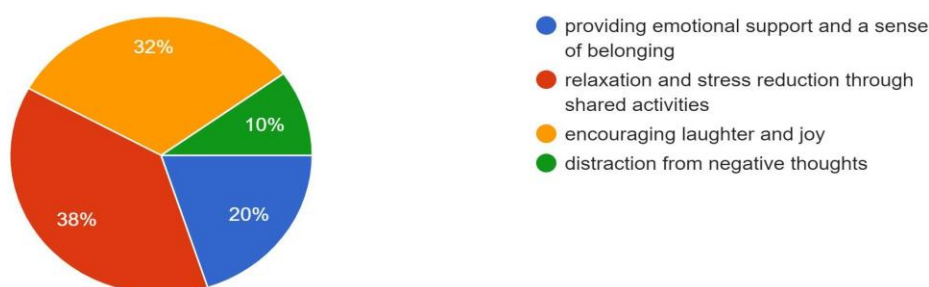 32%
10%
38%
20%
providing emotional support and a sense
of belonging
relaxation and stress reduction through
shared activities
encouraging laughter and joy
distraction from negative thoughts